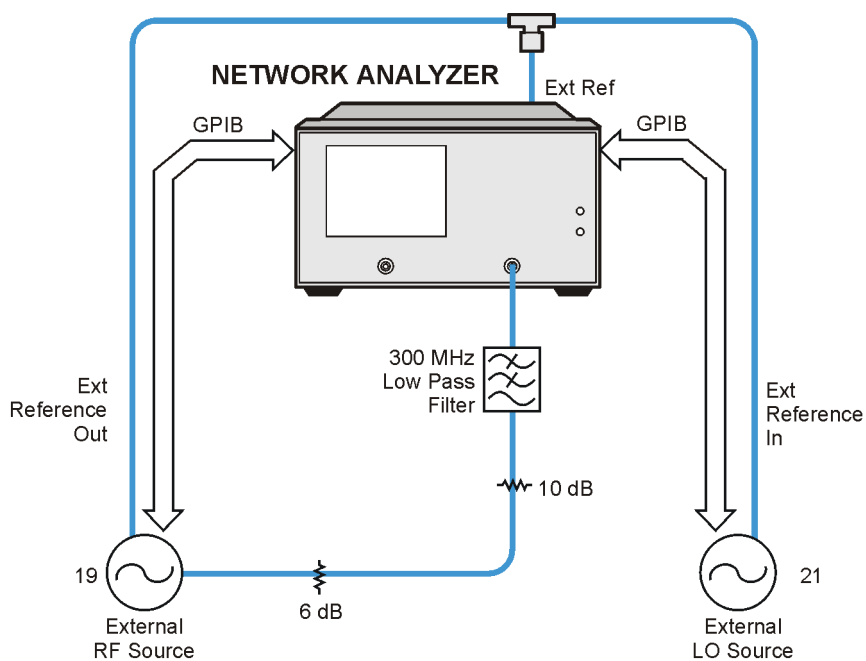 NETWORK ANALYZER
Ext Ref
GPIB
GPIB
300 MHz
Low Pass
Filter
Ext
Reference
Out
Ext
Reference
In
10 dB
19
6 dB
21
External
RF Source
External
LO Source